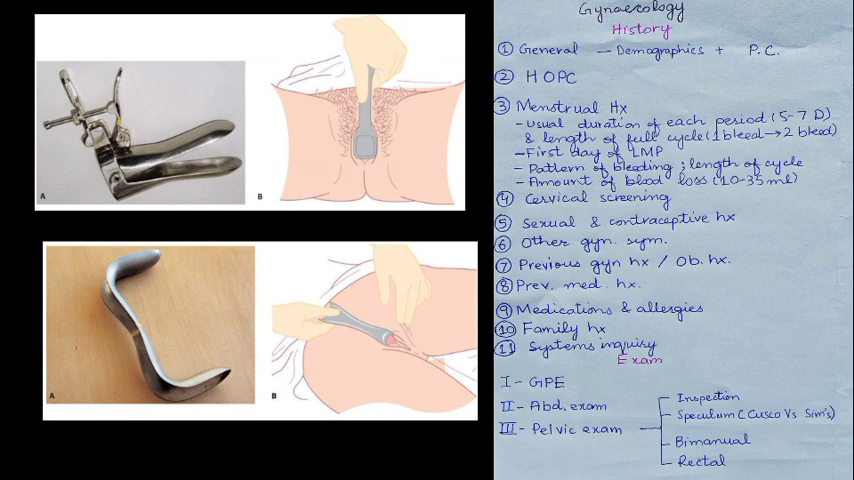 A
B
A
B
Gynaecology
History
① General — Demographics + P.C.
② HOPC
③ Menstrual Hx
- Usual duration of each period (5-7 D)
& length of full cycle (1 bleed → 2 bleed)
- First day of LMP
- Pattern of bleeding ; length of cycle
- Amount of blood loss (10-35 ml)
④ Cervical screening
⑤ Sexual & contraceptive hx
⑥ Other gyn. sym.
⑦ Previous gyn hx / Ob. hx.
⑧ Prev. med. hx.
⑨ Medications & allergies
⑩ Family hx
⑪ Systems inquiry
Exam
I - GPE
II - Abd. exam
III - Pelvic exam
Inspection
Speculum (Cusco Vs Sim's)
Bimanual
Rectal